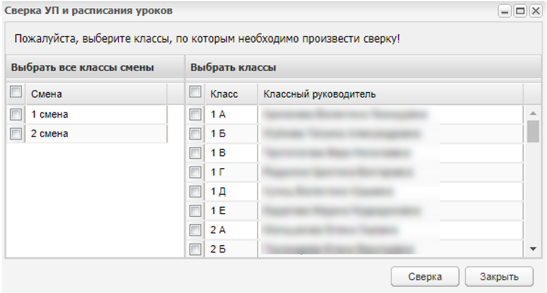 Сверка УП и расписания уроков
Пожалуйста, выберите классы, по которым необходимо произвести сверку!
Выбрать все классы смены
Смена
1 смена
2 смена
Выбрать классы
Класс Классный руководитель
1 А
1 Б
1 В
1 Г
1 Д
1 Е
2 А
2 Б
Сверка Закрыть